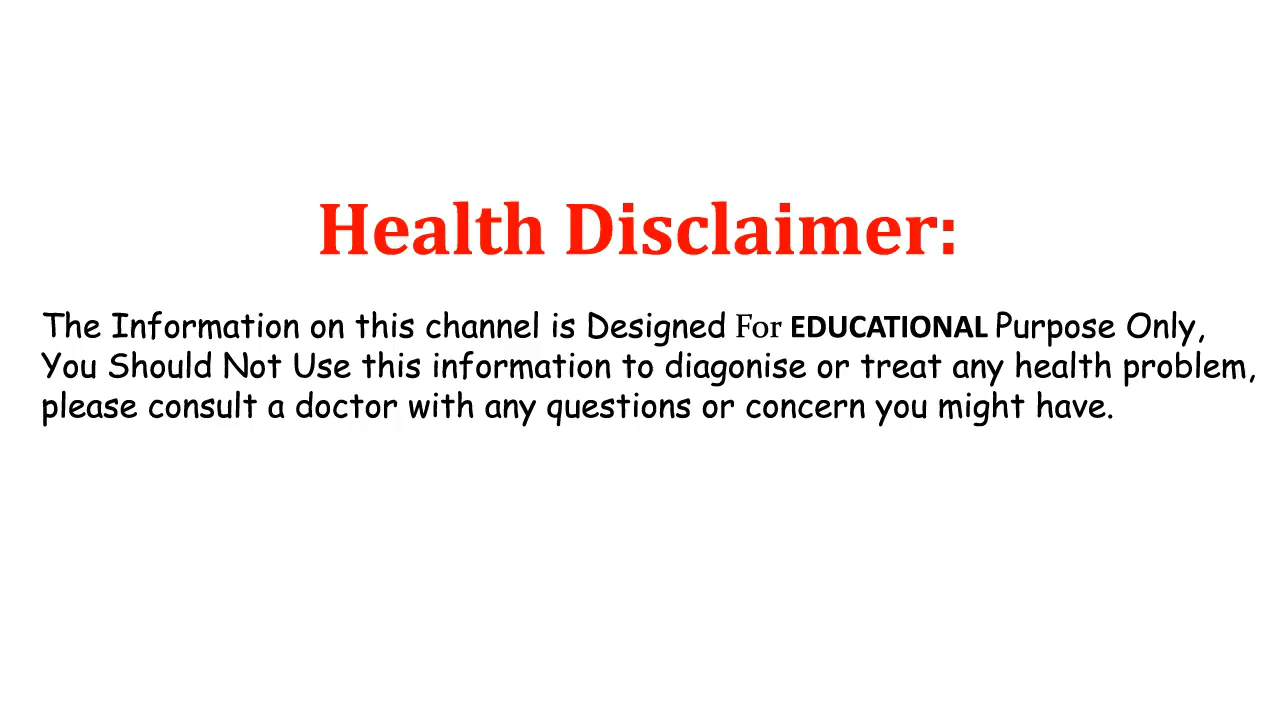 Health Disclaimer:
The Information on this channel is Designed For EDUCATIONAL Purpose Only,
You Should Not Use this information to diagonise or treat any health problem,
please consult a doctor with any questions or concern you might have.